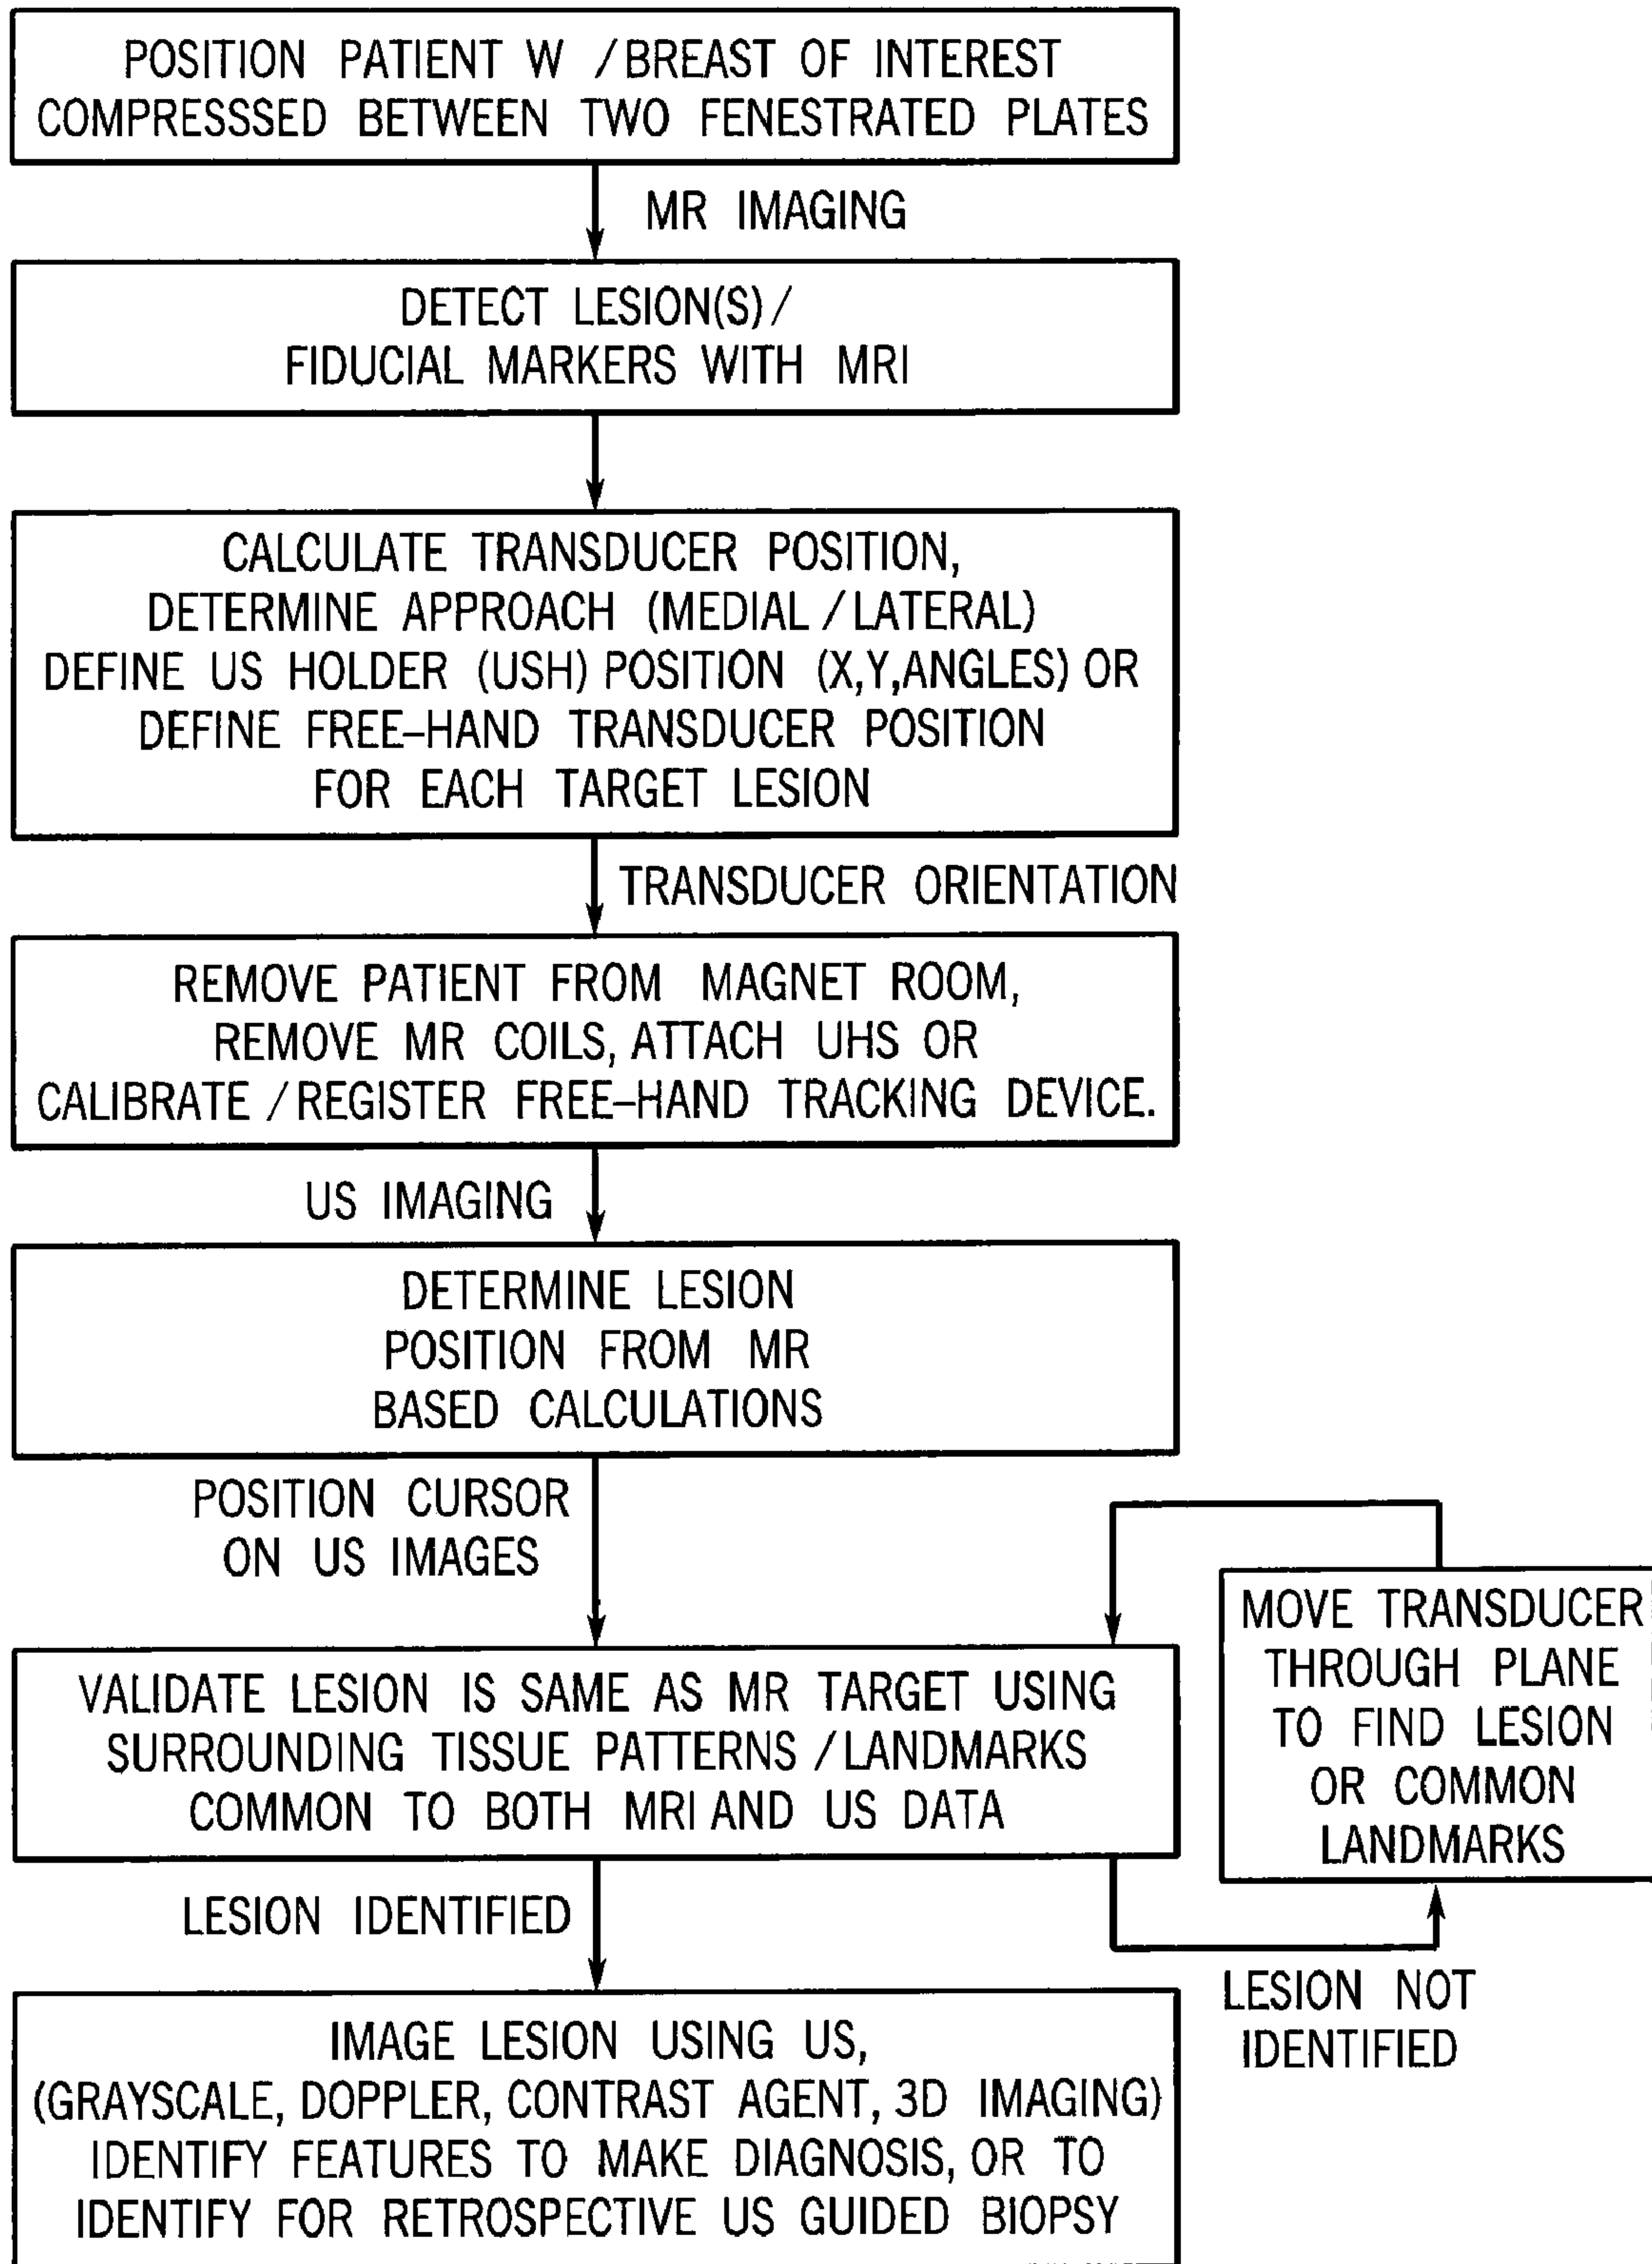 POSITION PATIENT W / BREAST OF INTEREST
COMPRESSSED BETWEEN TWO FENESTRATED PLATES
MR IMAGING
DETECT LESION(S) /
FIDUCIAL MARKERS WITH MRI
CALCULATE TRANSDUCER POSITION,
DETERMINE APPROACH (MEDIAL / LATERAL)
DEFINE US HOLDER (USH) POSITION (X,Y,ANGLES) OR
DEFINE FREE–HAND TRANSDUCER POSITION
FOR EACH TARGET LESION
TRANSDUCER ORIENTATION
REMOVE PATIENT FROM MAGNET ROOM,
REMOVE MR COILS, ATTACH UHS OR
CALIBRATE / REGISTER FREE–HAND TRACKING DEVICE.
US IMAGING
DETERMINE LESION
POSITION FROM MR
BASED CALCULATIONS
POSITION CURSOR
ON US IMAGES
MOVE TRANSDUCER
THROUGH PLANE
TO FIND LESION
OR COMMON
LANDMARKS
VALIDATE LESION IS SAME AS MR TARGET USING
SURROUNDING TISSUE PATTERNS / LANDMARKS
COMMON TO BOTH MRI AND US DATA
LESION IDENTIFIED
LESION NOT
IDENTIFIED
IMAGE LESION USING US,
(GRAYSCALE, DOPPLER, CONTRAST AGENT, 3D IMAGING)
IDENTIFY FEATURES TO MAKE DIAGNOSIS, OR TO
IDENTIFY FOR RETROSPECTIVE US GUIDED BIOPSY